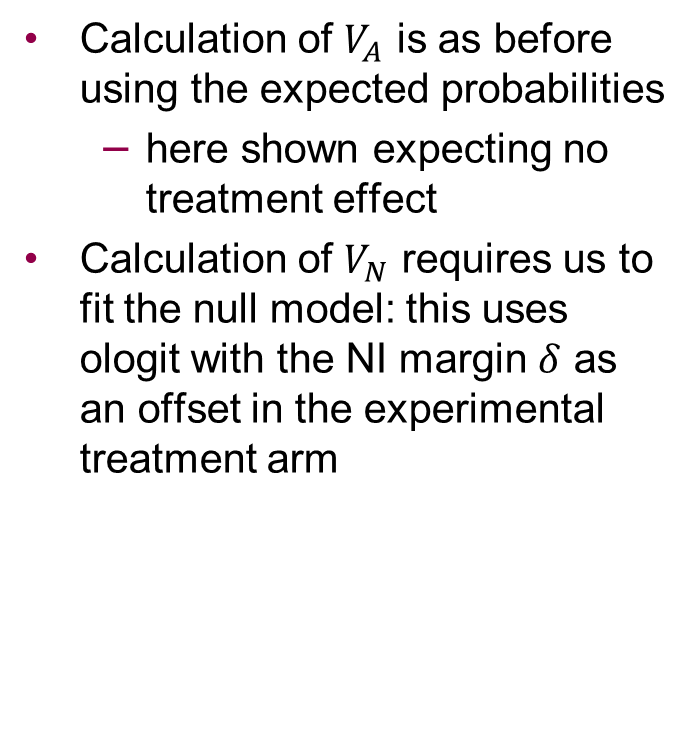 • Calculation of V_A is as before
using the expected probabilities
– here shown expecting no
treatment effect
• Calculation of V_N requires us to
fit the null model: this uses
ologit with the NI margin δ as
an offset in the experimental
treatment arm